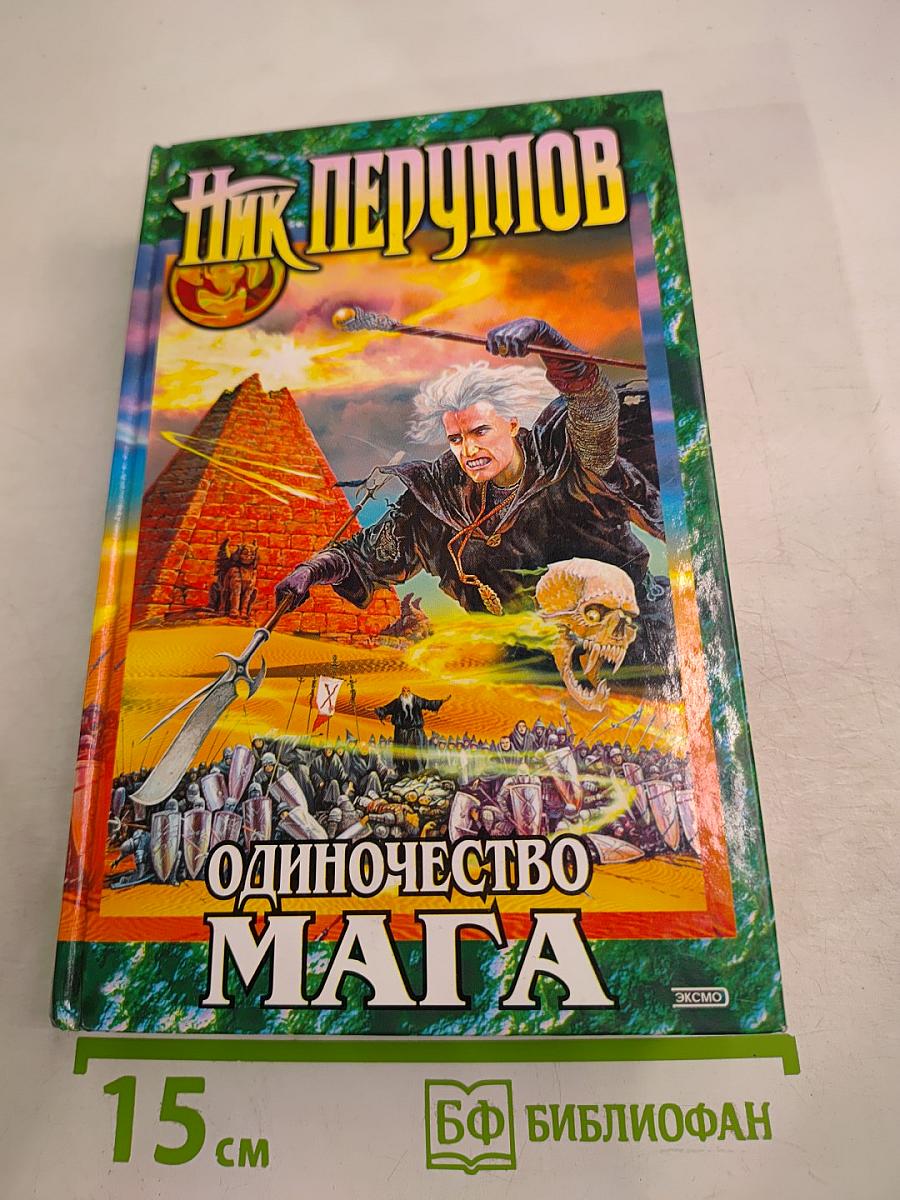 Ник ПЕРУМОВ
ОДИНОЧЕСТВО
МАГА
ЭКСМО
15 см
БФ БИБЛИОФАН